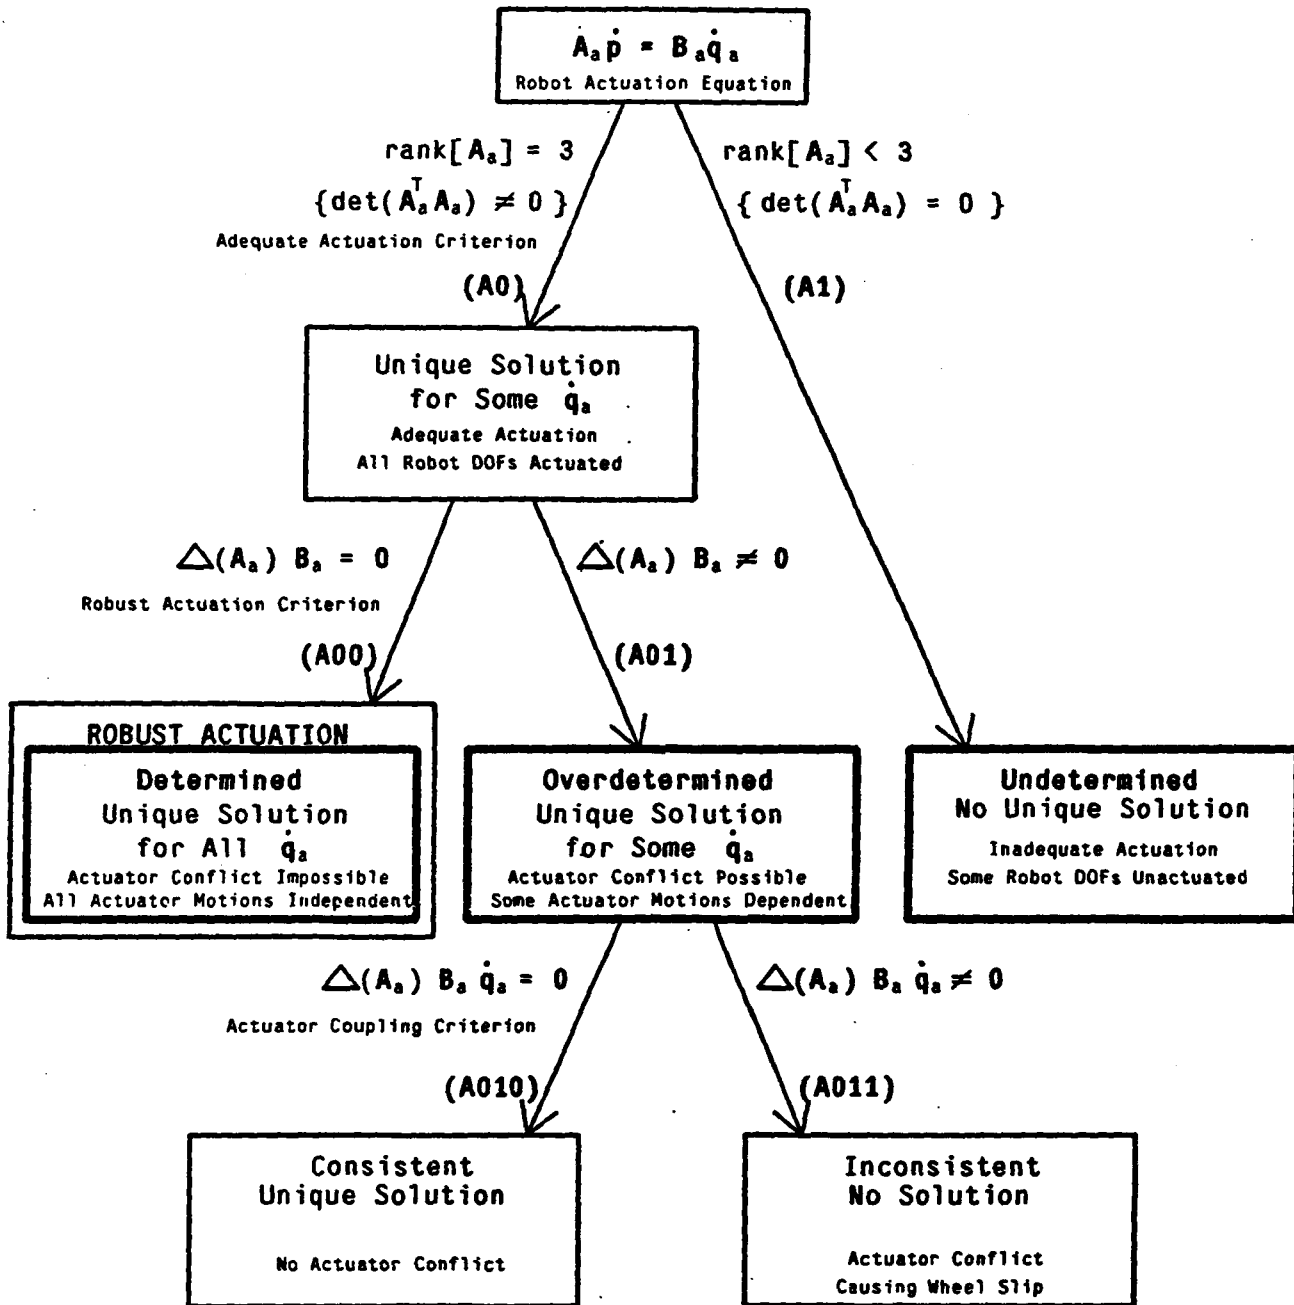 Aₐṗ = Bₐq̇ₐ
Robot Actuation Equation
rank[Aₐ] = 3
{det(AₐᵀAₐ) ≠ 0 }
Adequate Actuation Criterion
(A0)
rank[Aₐ] < 3
{ det(AₐᵀAₐ) = 0 }
(A1)
Unique Solution
for Some q̇ₐ
Adequate Actuation
All Robot DOFs Actuated
△(Aₐ) Bₐ = 0
Robust Actuation Criterion
(A00)
△(Aₐ) Bₐ ≠ 0
(A01)
ROBUST ACTUATION
Determined
Unique Solution
for All q̇ₐ
Actuator Conflict Impossible
All Actuator Motions Independent
Overdetermined
Unique Solution
for Some q̇ₐ
Actuator Conflict Possible
Some Actuator Motions Dependent
Undetermined
No Unique Solution
Inadequate Actuation
Some Robot DOFs Unactuated
△(Aₐ) Bₐ q̇ₐ = 0
Actuator Coupling Criterion
(A010)
△(Aₐ) Bₐ q̇ₐ ≠ 0
(A011)
Consistent
Unique Solution
No Actuator Conflict
Inconsistent
No Solution
Actuator Conflict
Causing Wheel Slip